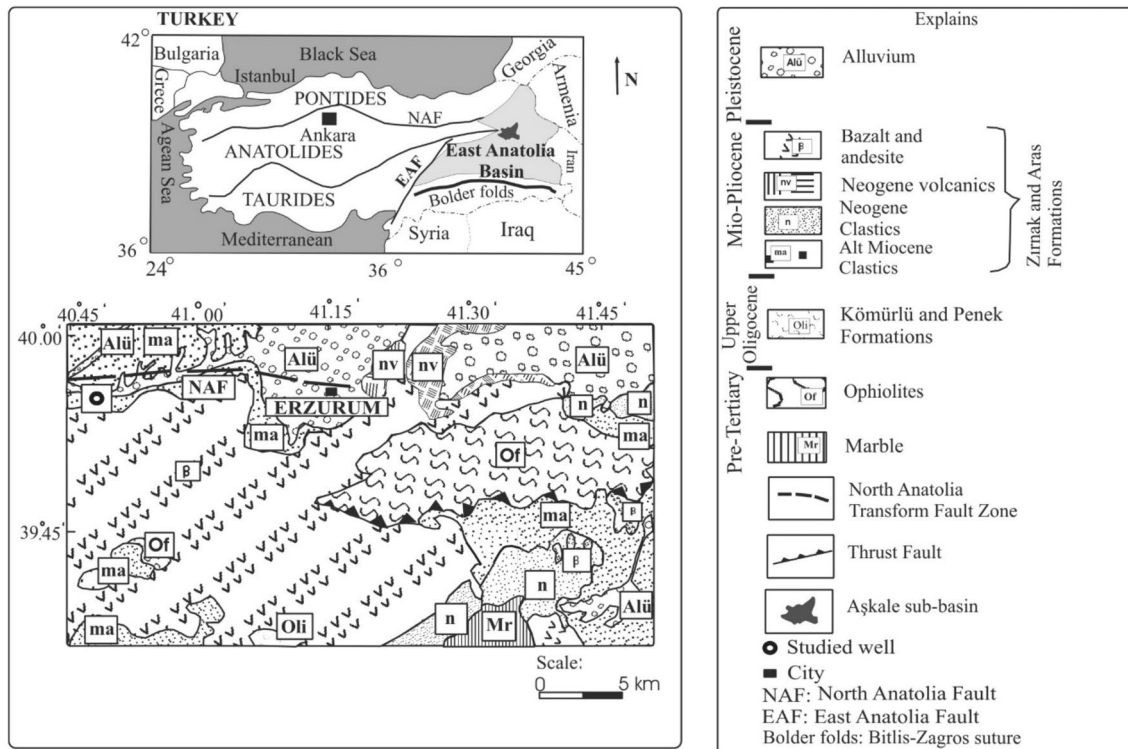 TURKEY
42°
Bulgaria
Black Sea
Georgia
Greece
Istanbul
Armenia
N
PONTIDES
NAF
Ankara
Agean Sea
ANATOLIDES
EAF
East Anatolia
Basin
Iran
TAURIDES
Bolder folds
Mediterranean
Syria
Iraq
36°
24°
36°
45°
40.45'
41.00'
41.15'
41.30'
41.45'
40.00'
Alü
ma
Alü
nv
nv
Alü
NAF
ERZURUM
n
n
ma
ma
Of
β
39.45'
ma
β
Of
β
ma
n
ma
Oli
n
Mr
Alü
Scale:
0 5 km
Explains
Pleistocene
Alü
Alluvium
Mio-Pliocene
β
Bazalt and
andesite
nv
Neogene volcanics
n
Neogene
Clastics
ma
Alt Miocene
Clastics
Zırnak and Aras
Formations
Upper
Oligocene
Oli
Kömürlü and Penek
Formations
Pre-Tertiary
Of
Ophiolites
Mr
Marble
North Anatolia
Transform Fault Zone
Thrust Fault
Aşkale sub-basin
Studied well
City
NAF: North Anatolia Fault
EAF: East Anatolia Fault
Bolder folds: Bitlis-Zagros suture